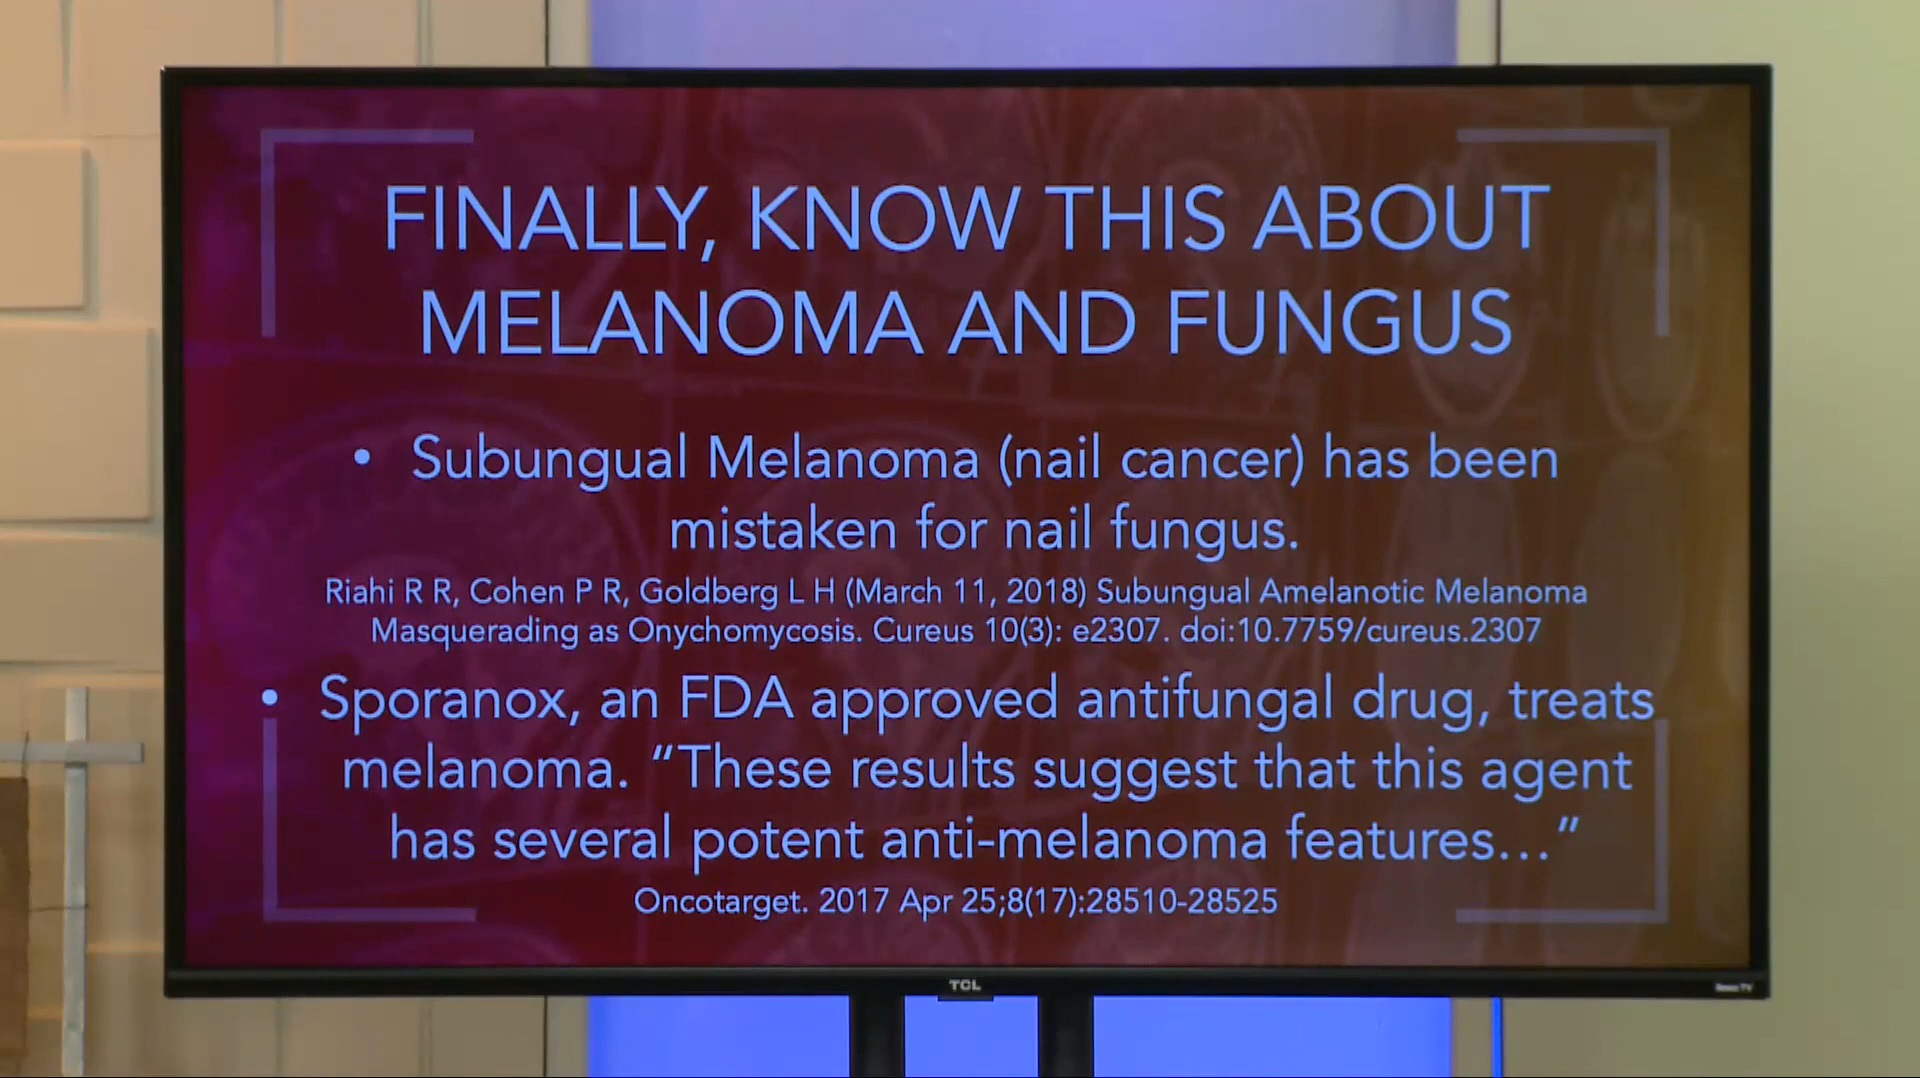 FINALLY, KNOW THIS ABOUT
MELANOMA AND FUNGUS
• Subungual Melanoma (nail cancer) has been
mistaken for nail fungus.
Riahi R R, Cohen P R, Goldberg L H (March 11, 2018) Subungual Amelanotic Melanoma
Masquerading as Onychomycosis. Cureus 10(3): e2307. doi:10.7759/cureus.2307
• Sporanox, an FDA approved antifungal drug, treats
melanoma. “These results suggest that this agent
has several potent anti-melanoma features...”
Oncotarget. 2017 Apr 25;8(17):28510-28525
TCL
Roku TV